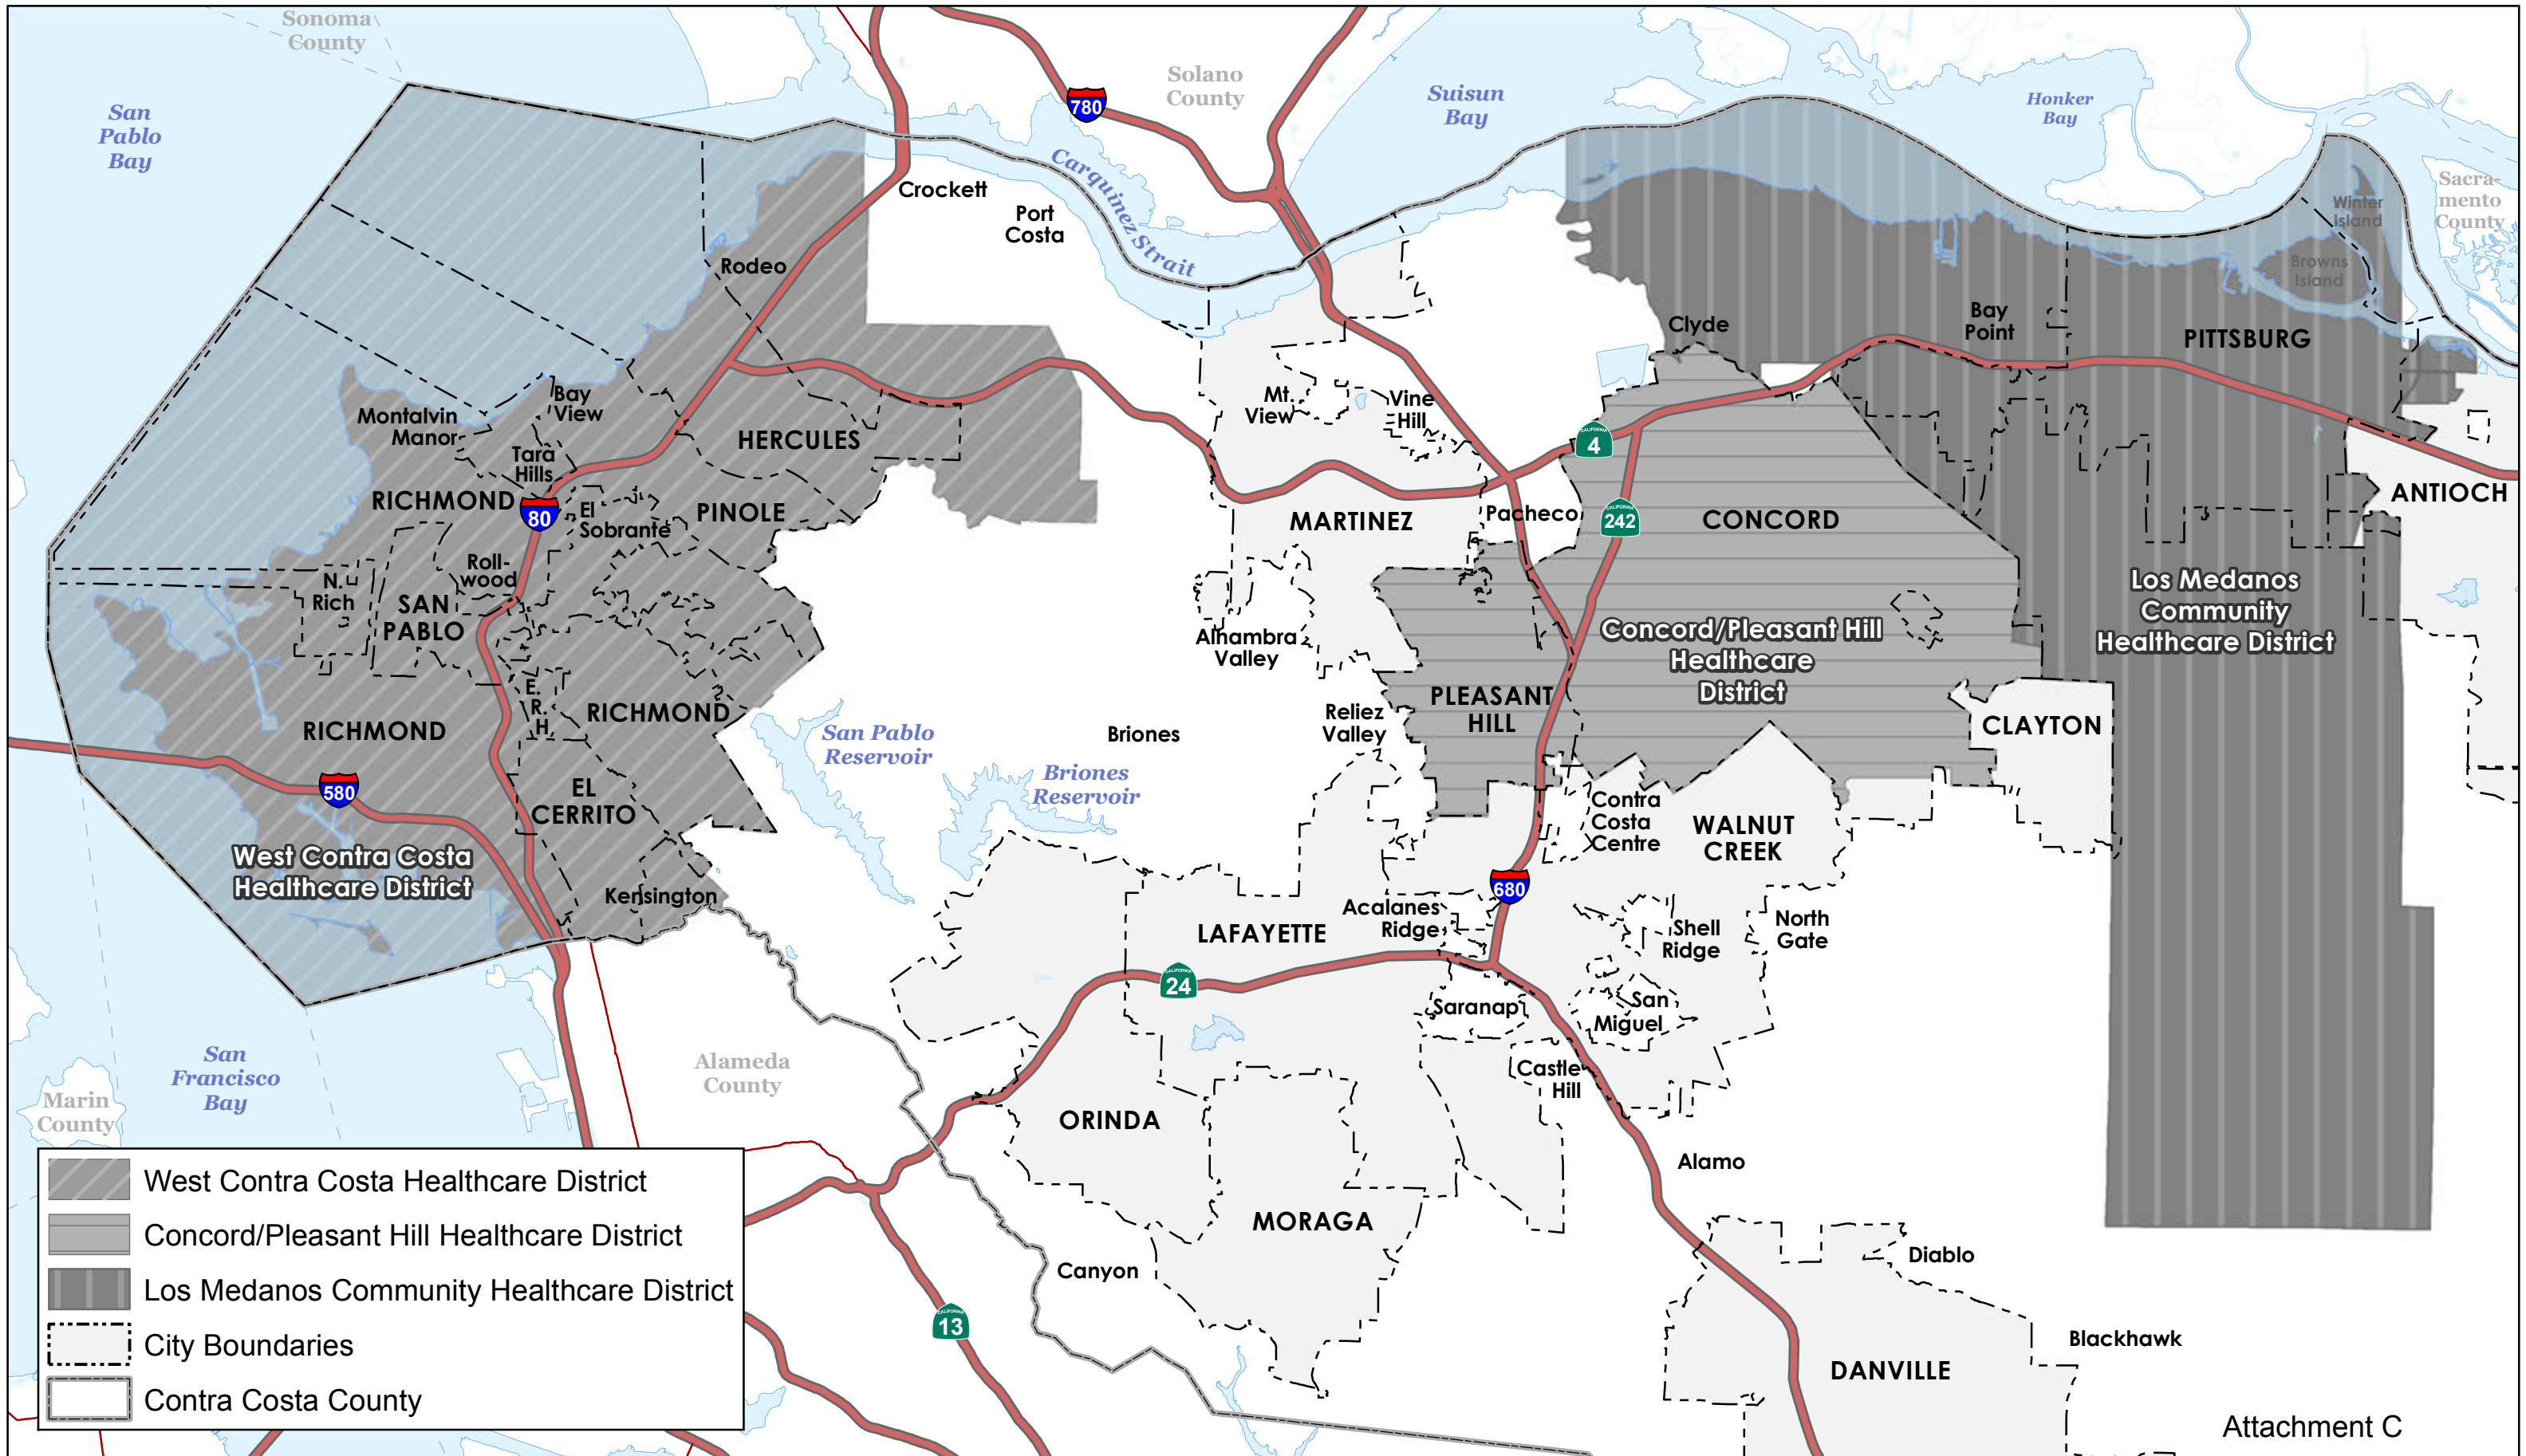 Sonoma
County
San
Pablo
Bay
780
Solano
County
Suisun
Bay
Honker
Bay
Carquinez Strait
Crockett
Port
Costa
Sacra-
mento
County
Winter
Island
Browns
Island
Rodeo
Clyde
Bay
Point
PITTSBURG
Bay
View
Montalvin
Manor
Tara
Hills
HERCULES
Mt.
View
Vine
Hill
CALIFORNIA
4
RICHMOND
80
El
Sobrante
PINOLE
MARTINEZ
Pacheco
CALIFORNIA
242
CONCORD
ANTIOCH
N.
Rich
SAN
PABLO
Roll-
wood
Alhambra
Valley
Concord/Pleasant Hill
Healthcare
District
Los Medanos
Community
Healthcare District
E.
R.
H.
RICHMOND
RICHMOND
San Pablo
Reservoir
Briones
Reliez
Valley
PLEASANT
HILL
CLAYTON
580
EL
CERRITO
Briones
Reservoir
Contra
Costa
Centre
WALNUT
CREEK
West Contra Costa
Healthcare District
Kensington
680
Acalanes
Ridge
LAFAYETTE
Shell
Ridge
North
Gate
CALIFORNIA
24
Saranap
San
Miguel
San
Francisco
Bay
Marin
County
Alameda
County
Castle
Hill
ORINDA
Alamo
MORAGA
Canyon
Diablo
CALIFORNIA
13
Blackhawk
DANVILLE
West Contra Costa Healthcare District
Concord/Pleasant Hill Healthcare District
Los Medanos Community Healthcare District
City Boundaries
Contra Costa County
Attachment C